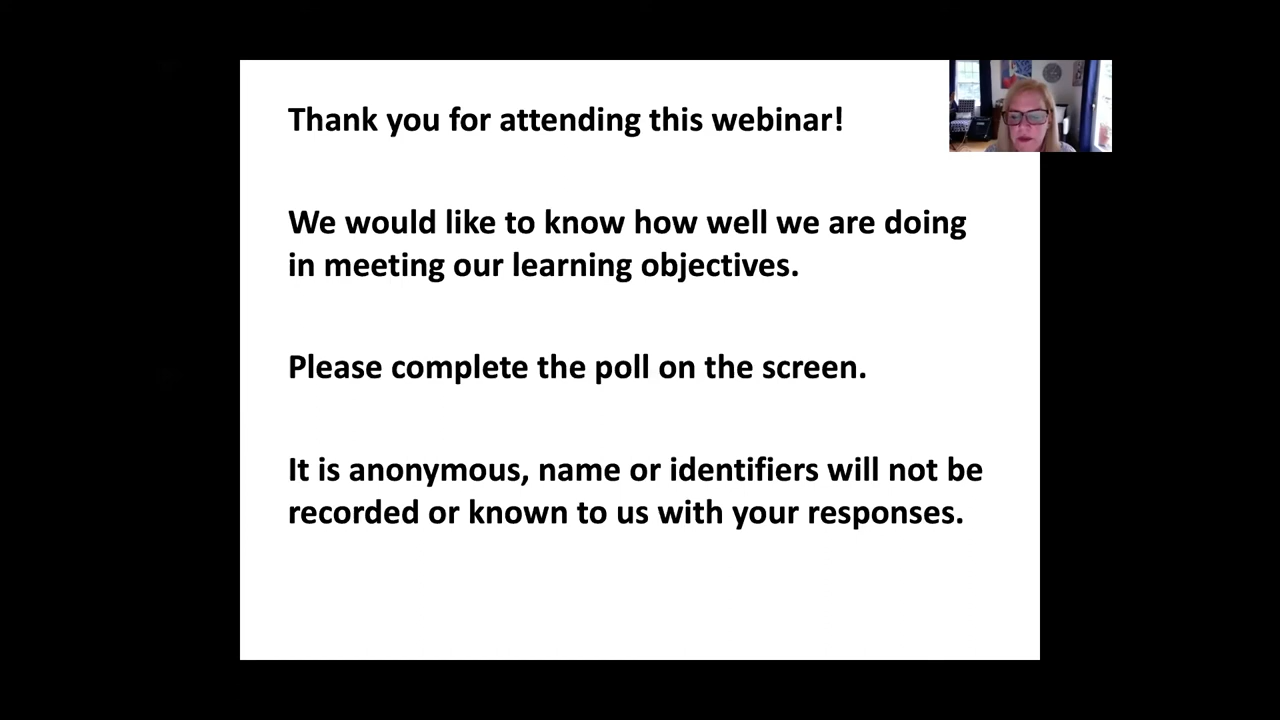 Thank you for attending this webinar!
We would like to know how well we are doing
in meeting our learning objectives.
Please complete the poll on the screen.
It is anonymous, name or identifiers will not be
recorded or known to us with your responses.